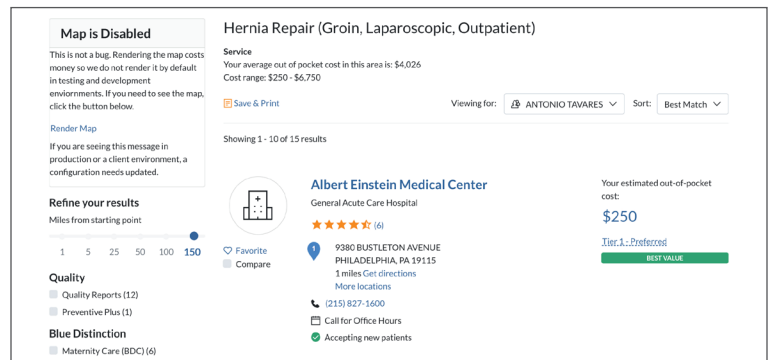 Map is Disabled
This is not a bug. Rendering the map costs
money so we do not render it by default
in testing and development
enviornments. If you need to see the map,
click the button below.
Render Map
If you are seeing this message in
production or a client environment, a
configuration needs updated.
Refine your results
Miles from starting point
1 5 25 50 100 150
Quality
Quality Reports (12)
Preventive Plus (1)
Blue Distinction
Maternity Care (BDC) (6)
Hernia Repair (Groin, Laparoscopic, Outpatient)
Service
Your average out of pocket cost in this area is: $4,026
Cost range: $250 - $6,750
Save & Print
Viewing for: ANTONIO TAVARES Sort: Best Match
Showing 1 - 10 of 15 results
Albert Einstein Medical Center
General Acute Care Hospital
(6)
Favorite
Compare
1
9380 BUSTLETON AVENUE
PHILADELPHIA, PA 19115
1 miles Get directions
More locations
(215) 827-1600
Call for Office Hours
Accepting new patients
Your estimated out-of-pocket
cost:
$250
Tier 1 - Preferred
BEST VALUE